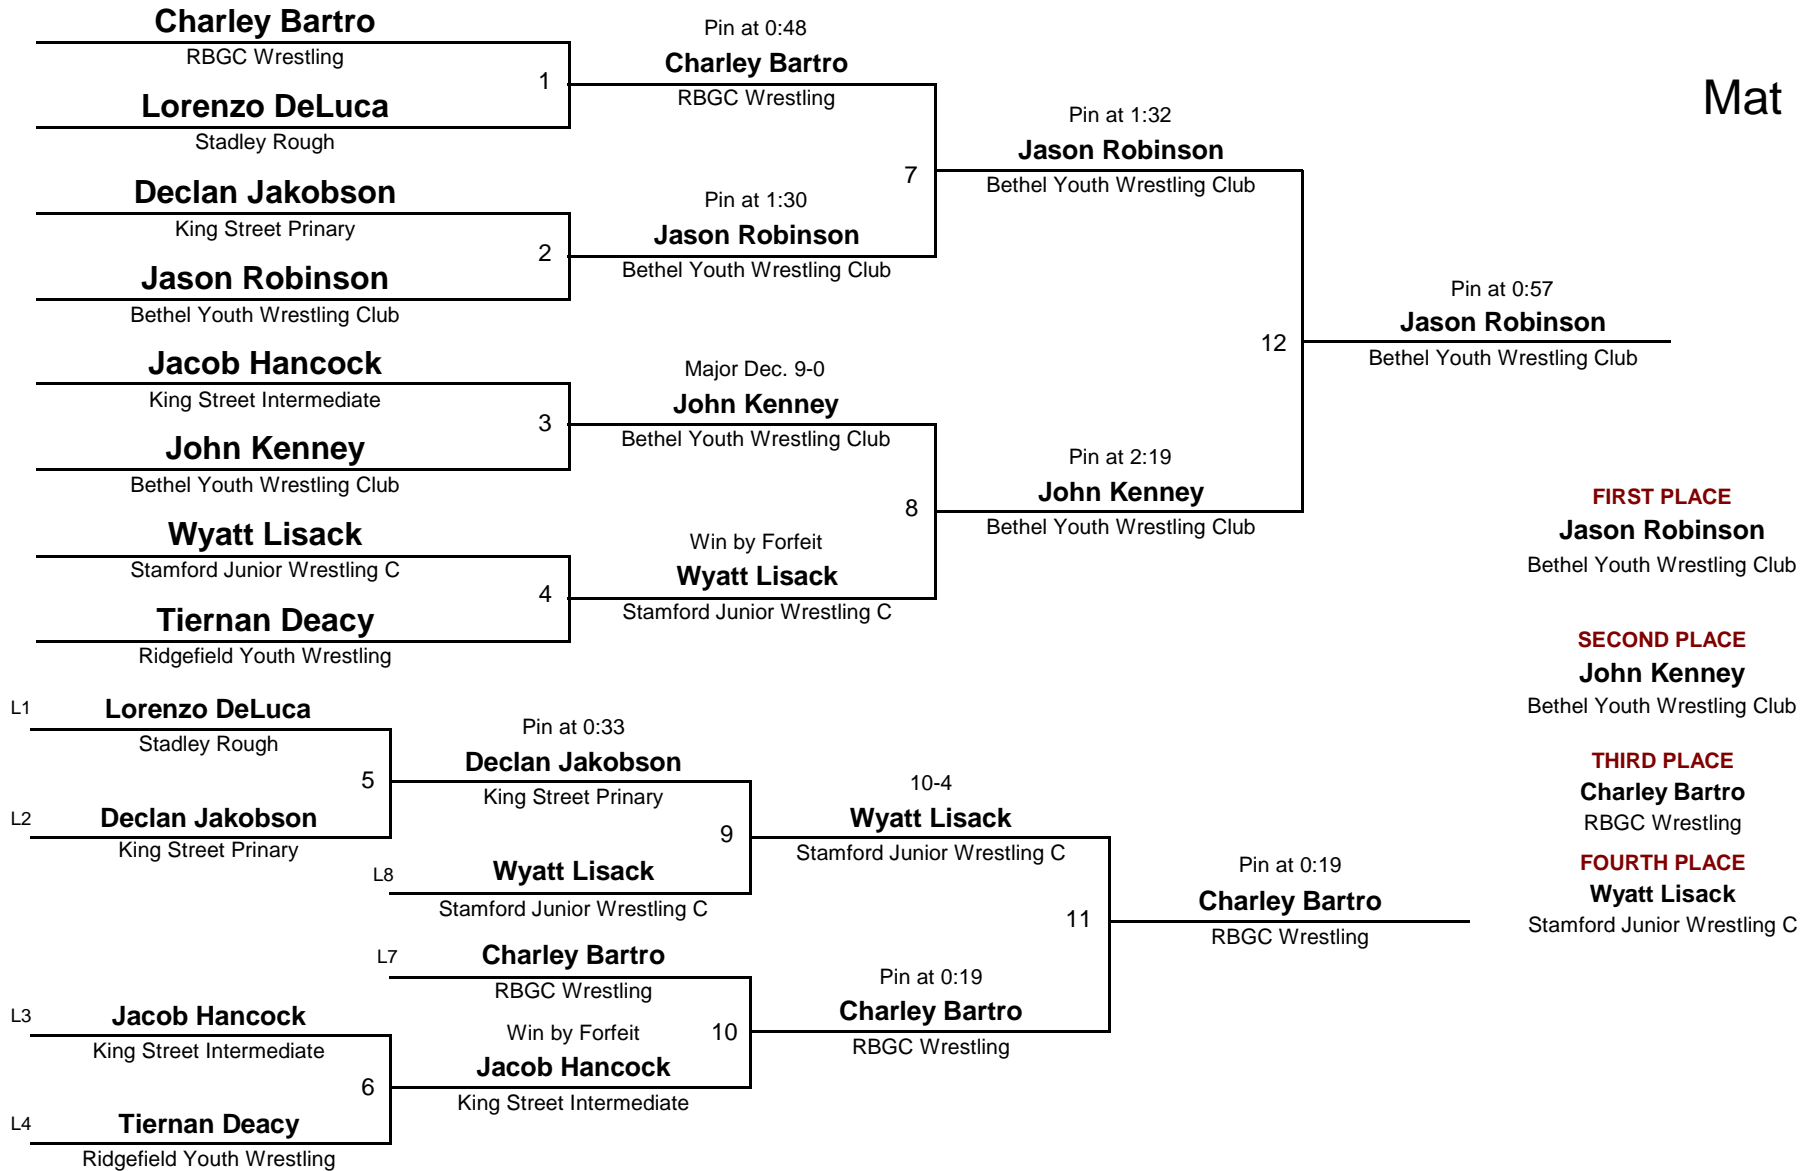 Charley Bartro
RBGC Wrestling
1
Lorenzo DeLuca
Stadley Rough
Declan Jakobson
King Street Prinary
2
Jason Robinson
Bethel Youth Wrestling Club
Jacob Hancock
King Street Intermediate
3
John Kenney
Bethel Youth Wrestling Club
Wyatt Lisack
Stamford Junior Wrestling C
4
Tiernan Deacy
Ridgefield Youth Wrestling
Pin at 0:48
Charley Bartro
RBGC Wrestling
7
Pin at 1:30
Jason Robinson
Bethel Youth Wrestling Club
Major Dec. 9-0
John Kenney
Bethel Youth Wrestling Club
8
Win by Forfeit
Wyatt Lisack
Stamford Junior Wrestling C
Pin at 1:32
Jason Robinson
Bethel Youth Wrestling Club
12
Pin at 2:19
John Kenney
Bethel Youth Wrestling Club
Pin at 0:57
Jason Robinson
Bethel Youth Wrestling Club
Mat
FIRST PLACE
Jason Robinson
Bethel Youth Wrestling Club
SECOND PLACE
John Kenney
Bethel Youth Wrestling Club
THIRD PLACE
Charley Bartro
RBGC Wrestling
FOURTH PLACE
Wyatt Lisack
Stamford Junior Wrestling C
L1
Lorenzo DeLuca
Stadley Rough
5
L2
Declan Jakobson
King Street Prinary
L3
Jacob Hancock
King Street Intermediate
6
L4
Tiernan Deacy
Ridgefield Youth Wrestling
Pin at 0:33
Declan Jakobson
King Street Prinary
9
L8
Wyatt Lisack
Stamford Junior Wrestling C
L7
Charley Bartro
RBGC Wrestling
10
Win by Forfeit
Jacob Hancock
King Street Intermediate
10-4
Wyatt Lisack
Stamford Junior Wrestling C
11
Pin at 0:19
Charley Bartro
RBGC Wrestling
Pin at 0:19
Charley Bartro
RBGC Wrestling